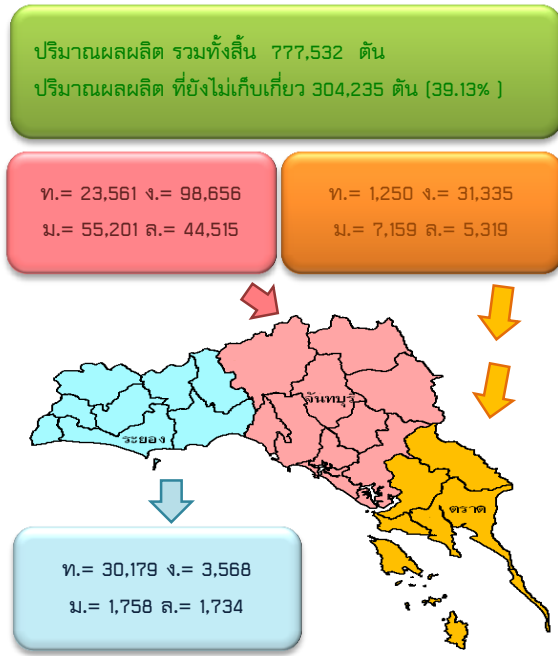 ปริมาณผลผลิต รวมทั้งสิ้น 777,532 ตัน
ปริมาณผลผลิต ที่ยังไม่เก็บเกี่ยว 304,235 ตัน (39.13% )
ท.= 23,561 ง.= 98,656
ม.= 55,201 ล.= 44,515
ท.= 1,250 ง.= 31,335
ม.= 7,159 ล.= 5,319
จันทบุรี
ระยอง
ตราด
ท.= 30,179 ง.= 3,568
ม.= 1,758 ล.= 1,734